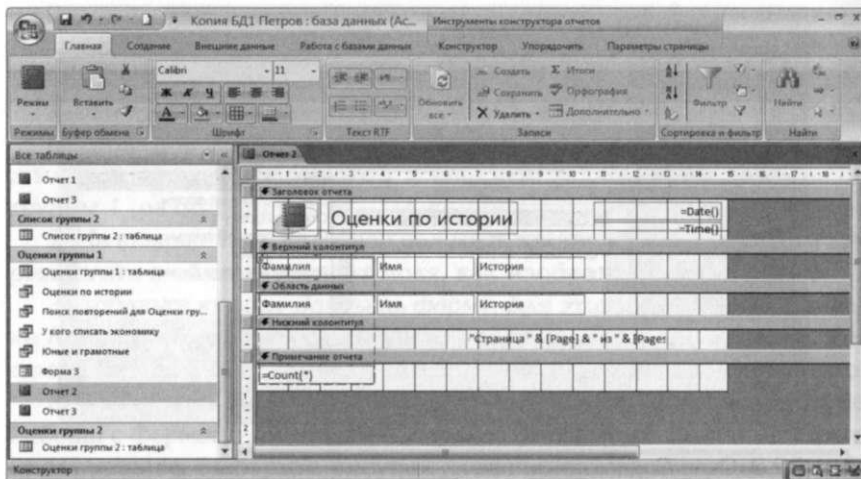 Копия БД1 Петров : база данных (Ac...
Инструменты конструктора отчетов
Главная Создание Внешние данные Работа с базами данных Конструктор Упорядочить Параметры страницы
Calibri 11
Режимы
Вставить
Ж К Ч
Обновить все
Создать
Сохранить
Удалить
Итоги
Орфография
Дополнительно
Фильтр
Найти
Режимы Буфер обмена Шрифт Текст RTF Записи Сортировка и фильтр Найти
Все таблицы
Отчет 1
Отчет 3
Список группы 2
Список группы 2 : таблица
Оценки группы 1
Оценки группы 1 : таблица
Оценки по истории
Поиск повторений для Оценки гру...
У кого списать экономику
Юные и грамотные
Форма 3
Отчет 2
Отчет 3
Оценки группы 2
Оценки группы 2 : таблица
Отчет 2
Заголовок отчета
Оценки по истории
=Date()
=Time()
Верхний колонтитул
Фамилия Имя История
Область данных
Фамилия Имя История
Нижний колонтитул
"Страница " & [Page] & " из " & [Pages
Примечание отчета
=Count(*)
Конструктор